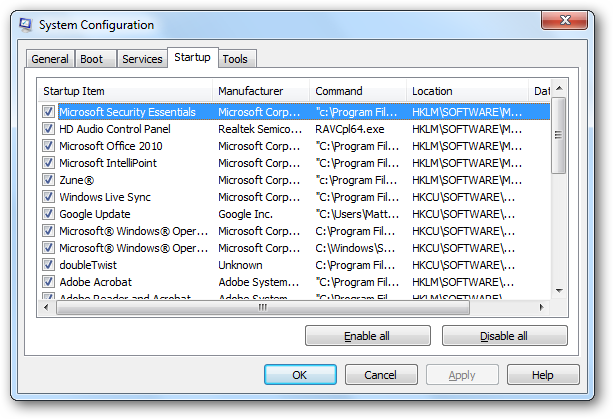 System Configuration
General Boot Services Startup Tools
Startup Item Manufacturer Command Location Dat
Microsoft Security Essentials Microsoft Corp... "c:\Program Fil... HKLM\SOFTWARE\M...
HD Audio Control Panel Realtek Semico... RAVCpl64.exe HKLM\SOFTWARE\M...
Microsoft Office 2010 Microsoft Corp... "C:\Program Fil... HKLM\SOFTWARE\M...
Microsoft IntelliPoint Microsoft Corp... "c:\Program Fil... HKLM\SOFTWARE\M...
Zune® Microsoft Corp... "c:\Program Fil... HKLM\SOFTWARE\M...
Windows Live Sync Microsoft Corp... "C:\Program Fil... HKCU\SOFTWARE\...
Google Update Google Inc. "C:\Users\Matt... HKCU\SOFTWARE\...
Microsoft® Windows® Oper... Microsoft Corp... C:\Program Fil... HKCU\SOFTWARE\...
Microsoft® Windows® Oper... Microsoft Corp... C:\Windows\S... HKCU\SOFTWARE\...
doubleTwist Unknown C:\Program Fil... HKCU\SOFTWARE\...
Adobe Acrobat Adobe System... "C:\Program Fil... HKLM\SOFTWARE\...
Adobe Reader and Acrobat Adobe System... "C:\Program Fil... HKLM\SOFTWARE\...
Enable all Disable all
OK Cancel Apply Help